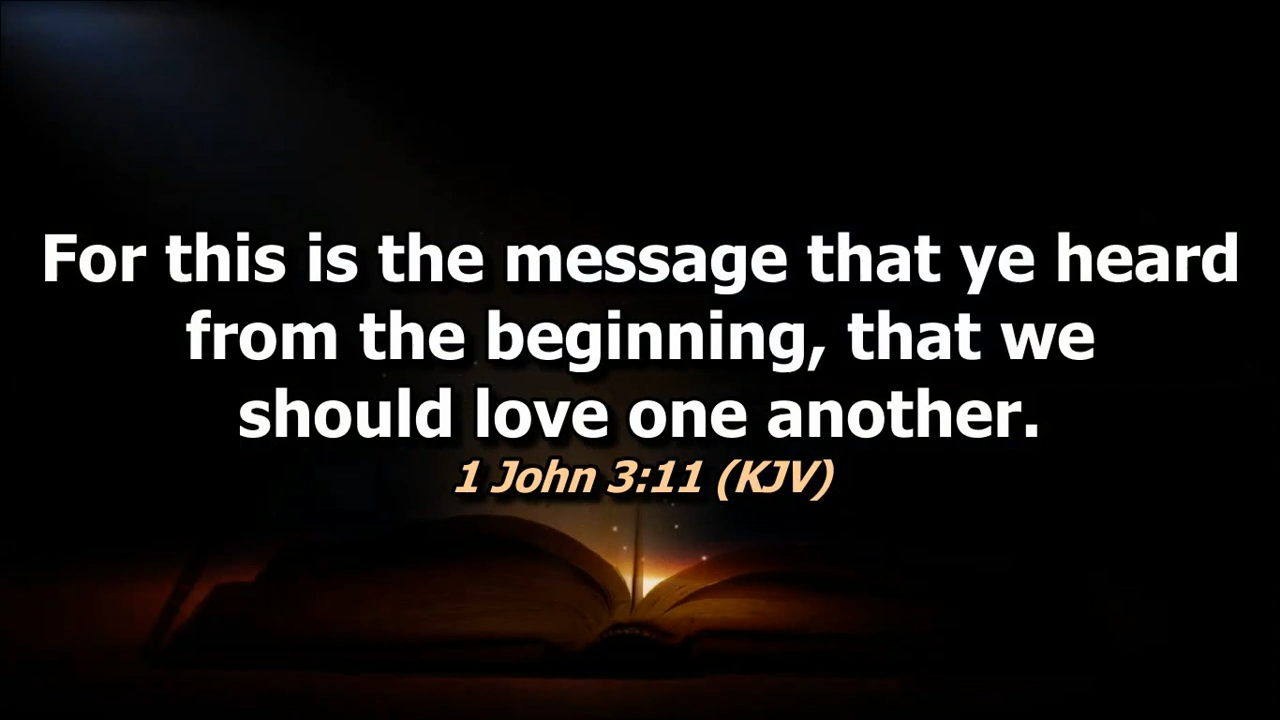 For this is the message that ye heard
from the beginning, that we
should love one another.
1 John 3:11 (KJV)